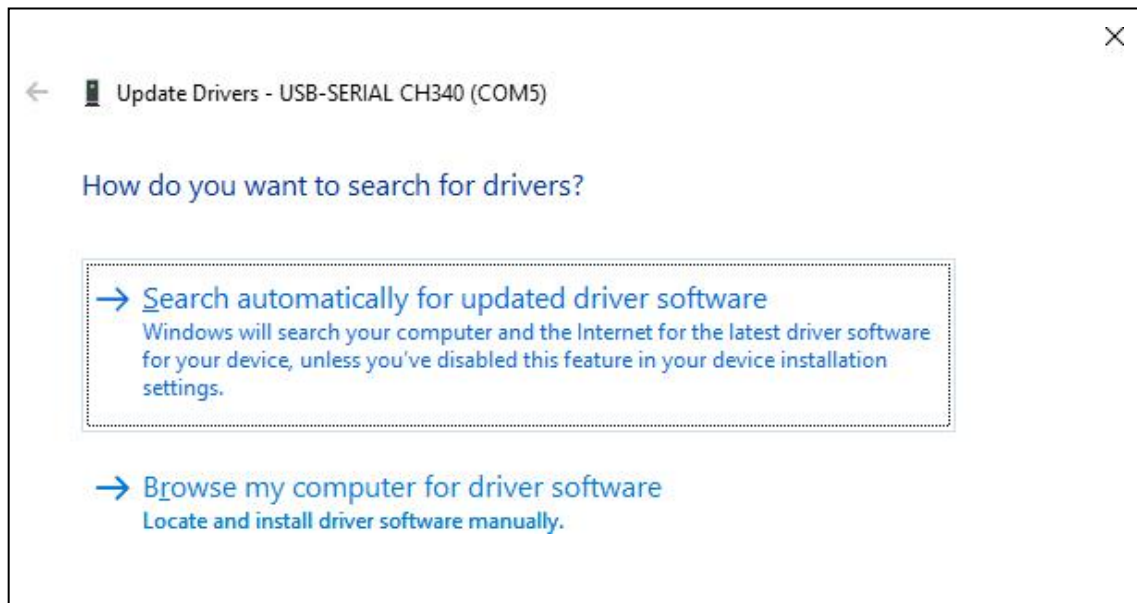 Update Drivers - USB-SERIAL CH340 (COM5)
How do you want to search for drivers?
Search automatically for updated driver software
Windows will search your computer and the Internet for the latest driver software
for your device, unless you've disabled this feature in your device installation
settings.
Browse my computer for driver software
Locate and install driver software manually.